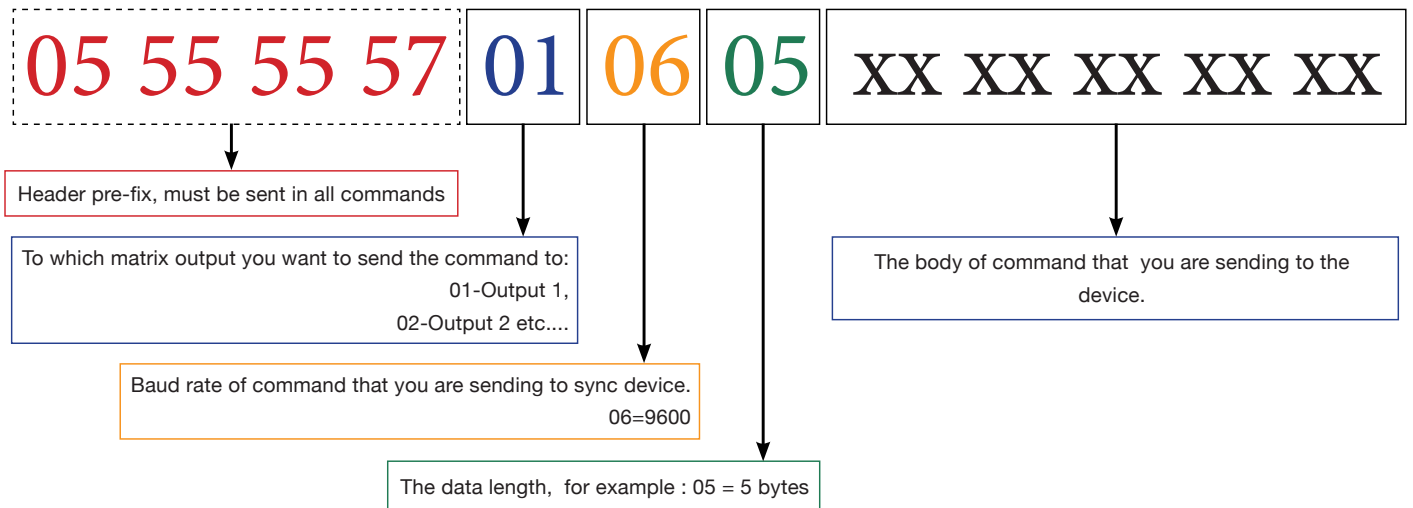 05 55 55 57 01 06 05 xx xx xx xx xx
Header pre-fix, must be sent in all commands
To which matrix output you want to send the command to:
01-Output 1,
02-Output 2 etc....
The body of command that you are sending to the
device.
Baud rate of command that you are sending to sync device.
06=9600
The data length, for example : 05 = 5 bytes